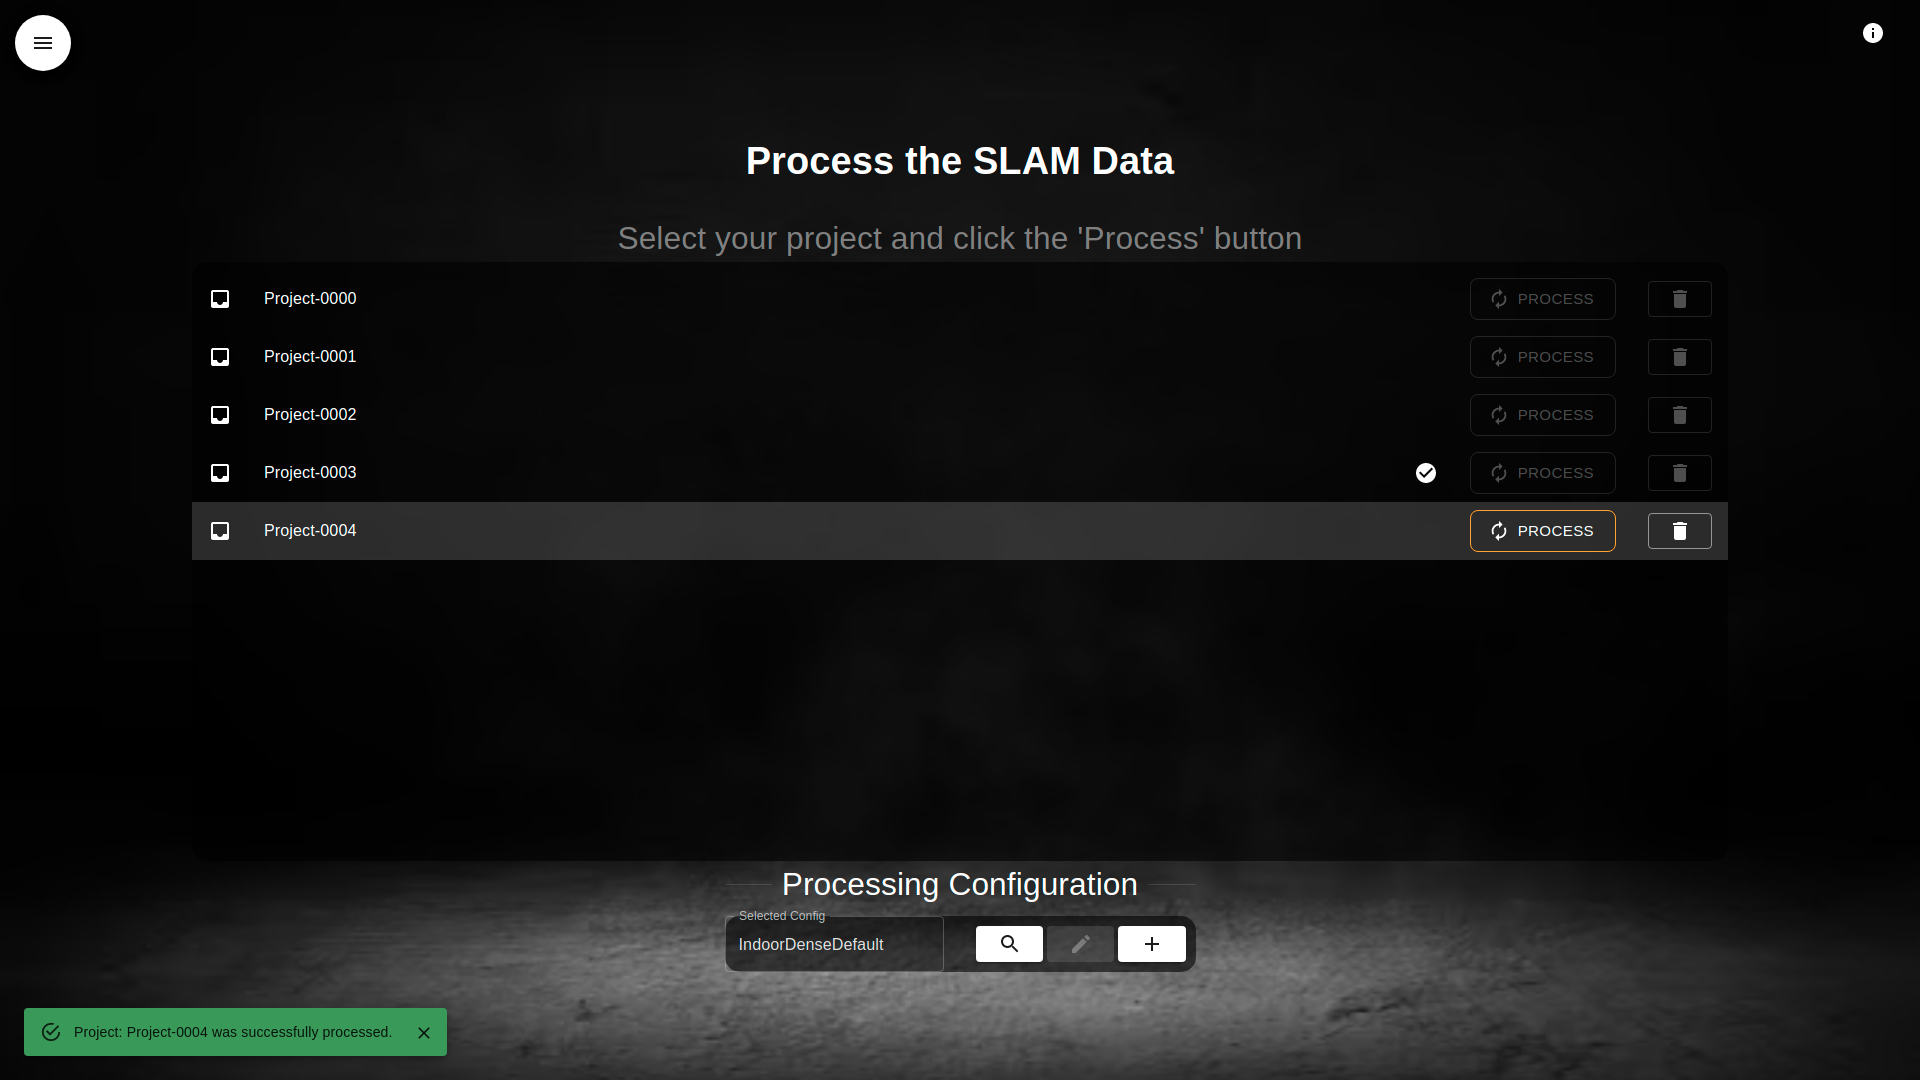 Process the SLAM Data
Select your project and click the 'Process' button
Project-0000
PROCESS
Project-0001
PROCESS
Project-0002
PROCESS
Project-0003
PROCESS
Project-0004
PROCESS
Processing Configuration
Selected Config
IndoorDenseDefault
Project: Project-0004 was successfully processed.